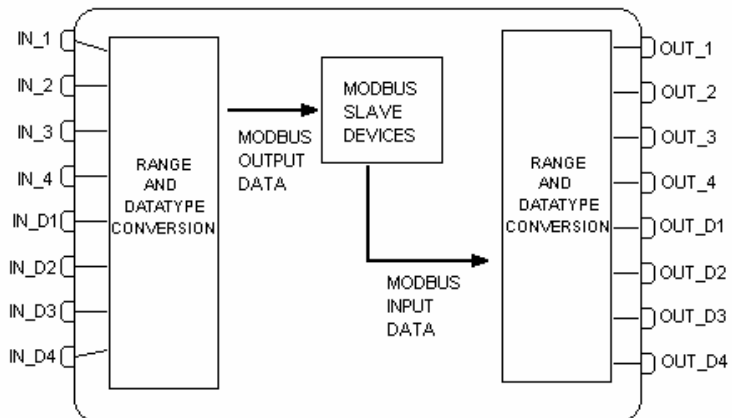 IN_1
IN_2
IN_3
IN_4
IN_D1
IN_D2
IN_D3
IN_D4
RANGE
AND
DATATYPE
CONVERSION
MODBUS
OUTPUT
DATA
MODBUS
SLAVE
DEVICES
MODBUS
INPUT
DATA
RANGE
AND
DATATYPE
CONVERSION
OUT_1
OUT_2
OUT_3
OUT_4
OUT_D1
OUT_D2
OUT_D3
OUT_D4